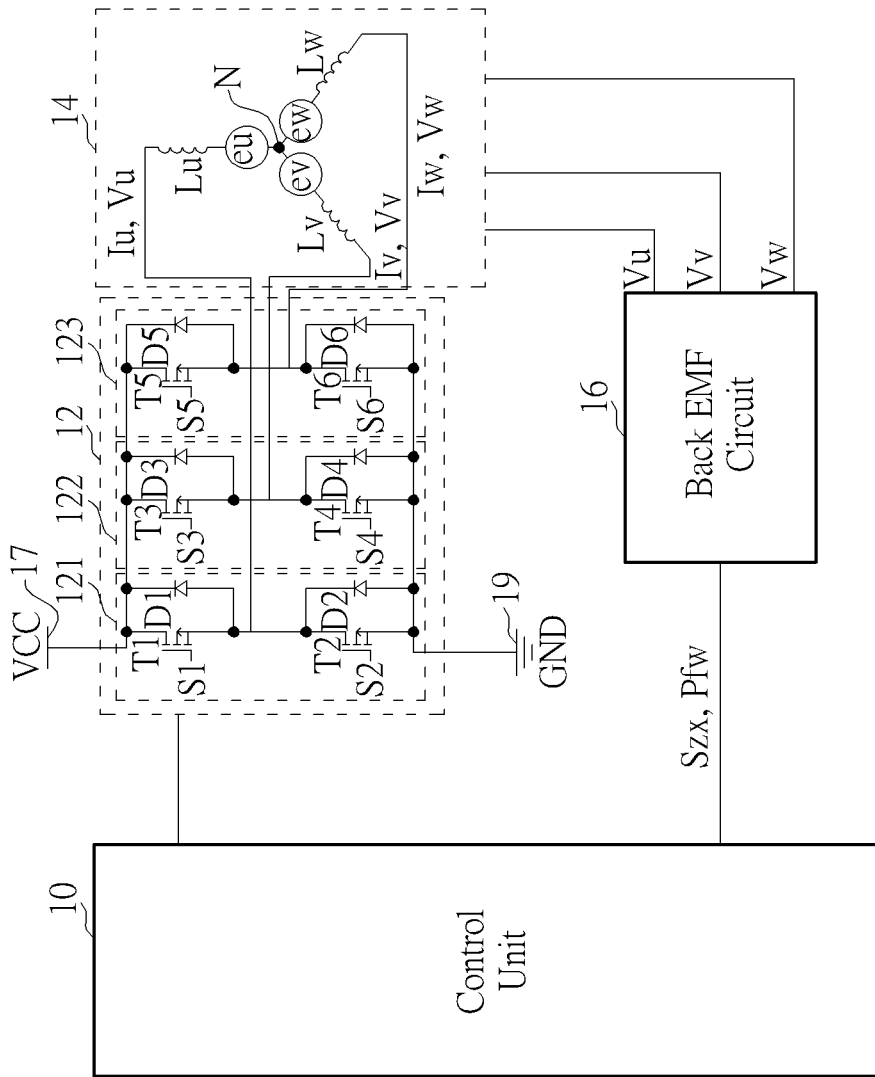 10
Control
Unit
VCC
17
121
122
12
123
T1
D1
S1
T3
D3
S3
T5
D5
S5
T2
D2
S2
T4
D4
S4
T6
D6
S6
19
GND
14
N
Iu, Vu
Lu
eu
ev
ew
Lv
Lw
Iv, Vv
Iw, Vw
Szx, Pfw
16
Back EMF
Circuit
Vu
Vv
Vw